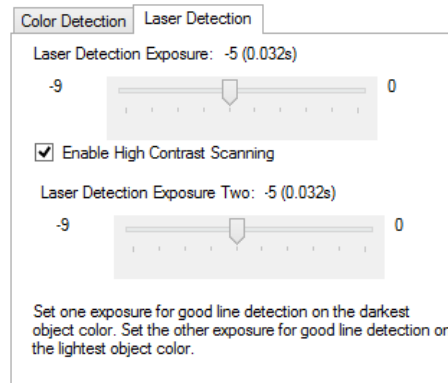 Color Detection Laser Detection
Laser Detection Exposure: -5 (0.032s)
-9 0
Enable High Contrast Scanning
Laser Detection Exposure Two: -5 (0.032s)
-9 0
Set one exposure for good line detection on the darkest
object color. Set the other exposure for good line detection on
the lightest object color.